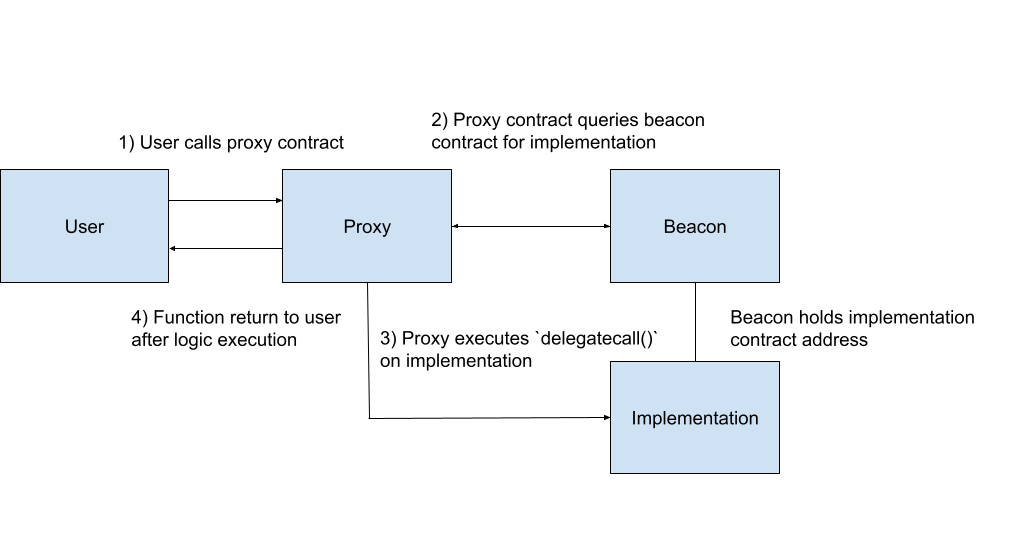 2) Proxy contract queries beacon
contract for implementation
1) User calls proxy contract
User
Proxy
Beacon
4) Function return to user
after logic execution
3) Proxy executes `delegatecall()`
on implementation
Beacon holds implementation
contract address
Implementation